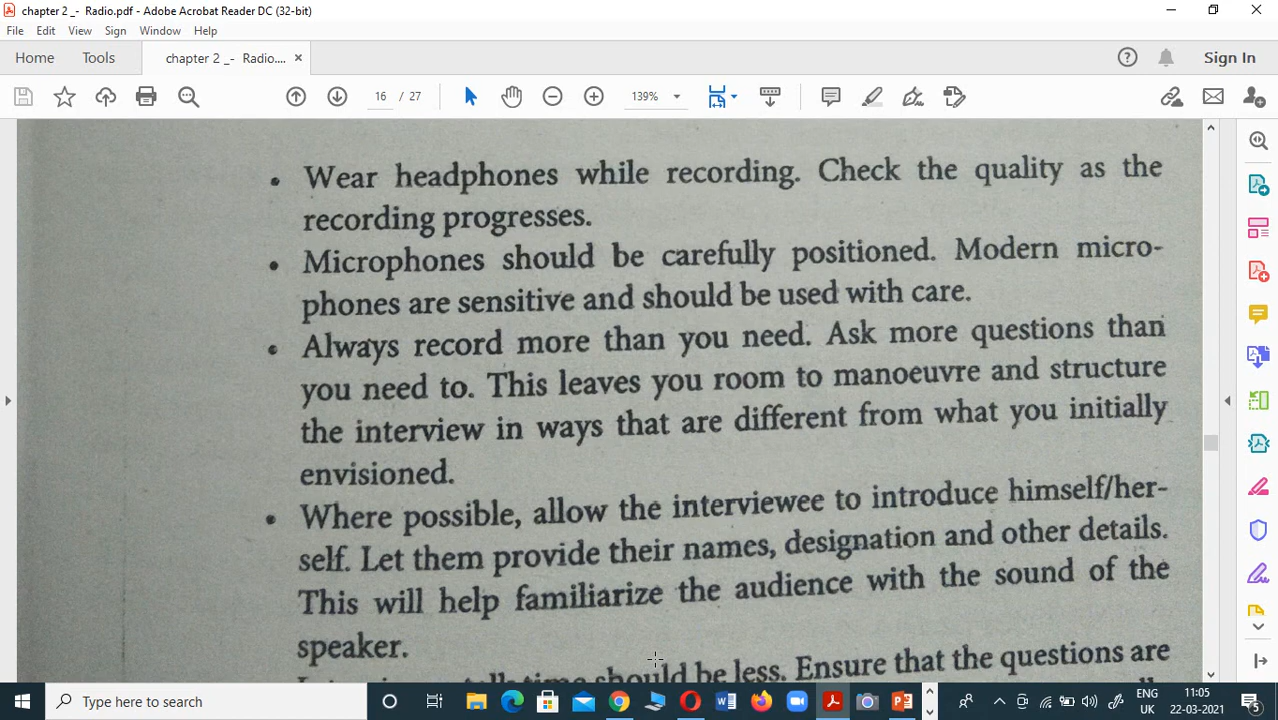 chapter 2 _- Radio.pdf - Adobe Acrobat Reader DC (32-bit)
File Edit View Sign Window Help
Home Tools chapter 2 _- Radio.... × Sign In
16 / 27 139%
• Wear headphones while recording. Check the quality as the
recording progresses.
• Microphones should be carefully positioned. Modern micro-
phones are sensitive and should be used with care.
• Always record more than you need. Ask more questions than
you need to. This leaves you room to manoeuvre and structure
the interview in ways that are different from what you initially
envisioned.
• Where possible, allow the interviewee to introduce himself/her-
self. Let them provide their names, designation and other details.
This will help familiarize the audience with the sound of the
speaker.
should be less. Ensure that the questions are
Type here to search ENG 11:05
UK 22-03-2021 5